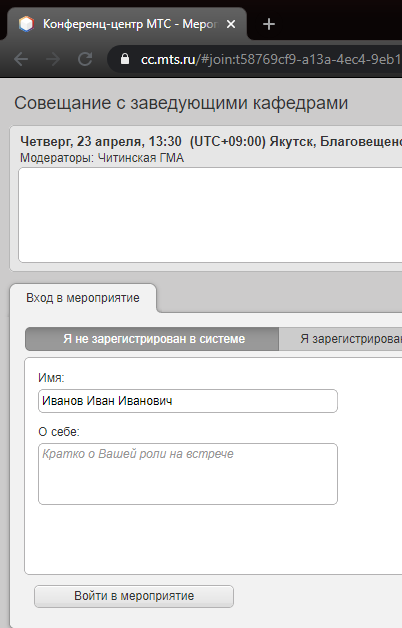 Конференц-центр МТС - Мероп
cc.mts.ru/#join:t58769cf9-a13a-4ec4-9eb1
Совещание с заведующими кафедрами
Четверг, 23 апреля, 13:30 (UTC+09:00) Якутск, Благовещенс
Модераторы: Читинская ГМА
Вход в мероприятие
Я не зарегистрирован в системе
Я зарегистрирован
Имя:
Иванов Иван Иванович
О себе:
Кратко о Вашей роли на встрече
Войти в мероприятие